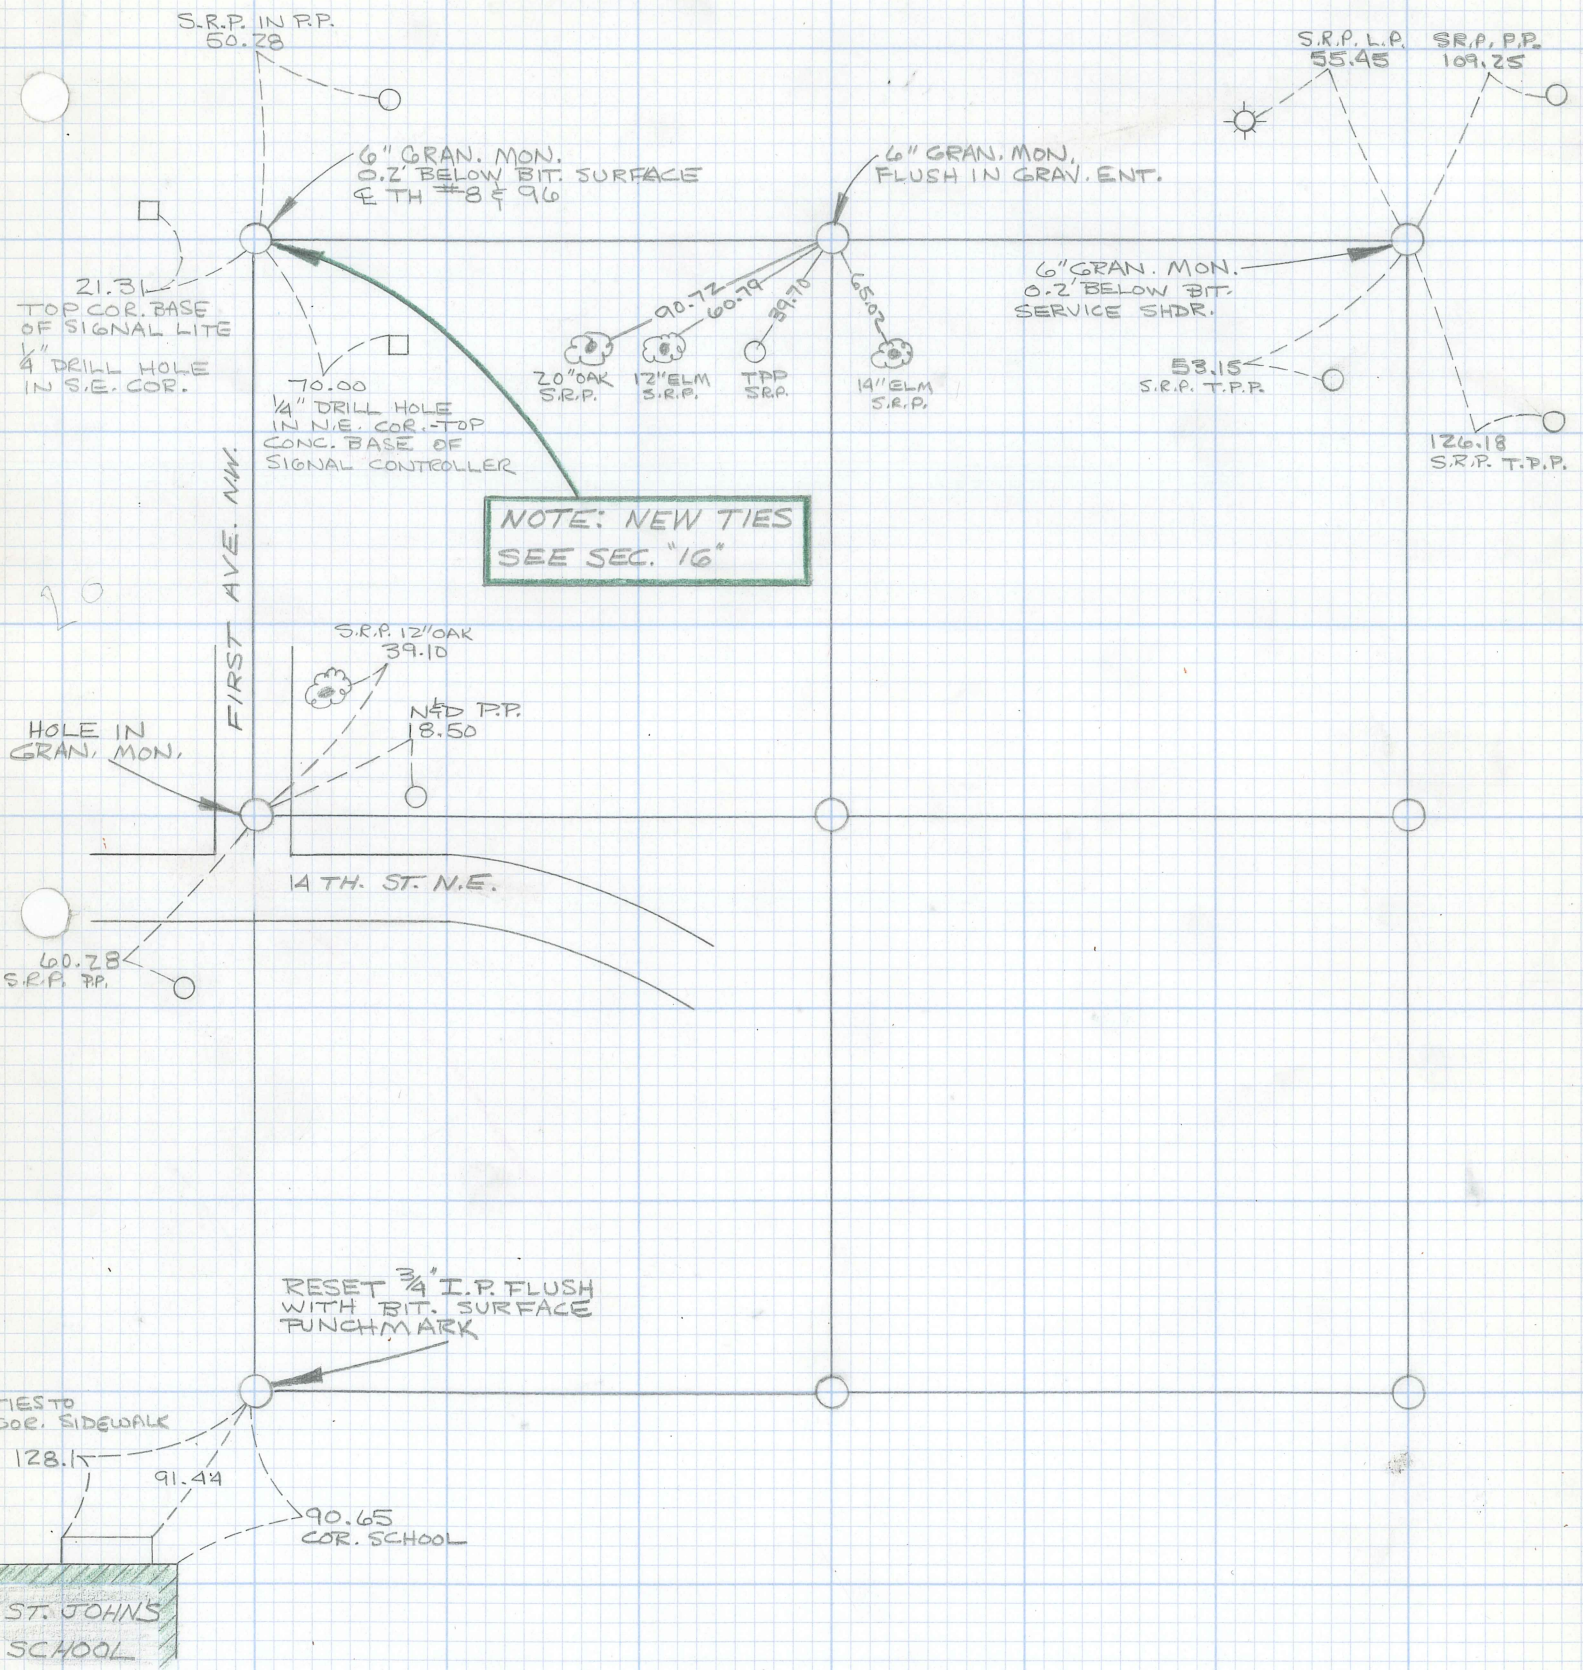 S.R.P. IN P.P.
50.28
S.R.P. L.P.
55.45
S.R.P. P.P.
109.25
6" GRAN. MON.
0.2' BELOW BIT. SURFACE
℄ TH #8 & 96
6" GRAN. MON.
FLUSH IN GRAV. ENT.
21.31
TOP COR. BASE
OF SIGNAL LITE
1/4" DRILL HOLE
IN S.E. COR.
70.00
1/4" DRILL HOLE
IN N.E. COR.-TOP
CONC. BASE OF
SIGNAL CONTROLLER
90.72
60.79
39.70
65.02
20" OAK
S.R.P.
12" ELM
S.R.P.
TPP
SRP.
14" ELM
S.R.P.
6" GRAN. MON.
0.2' BELOW BIT.
SERVICE SHDR.
53.15
S.R.P. T.P.P.
126.18
S.R.P. T.P.P.
NOTE: NEW TIES
SEE SEC. "16"
FIRST AVE. N.W.
20
S.R.P. 12" OAK
39.10
N&D P.P.
18.50
HOLE IN
GRAN. MON.
14 TH. ST. N.E.
60.28
S.R.P. P.P.
RESET 3/4" I.P. FLUSH
WITH BIT. SURFACE
PUNCHMARK
TIES TO
COR. SIDEWALK
128.1
91.44
90.65
COR. SCHOOL
ST. JOHN'S
SCHOOL